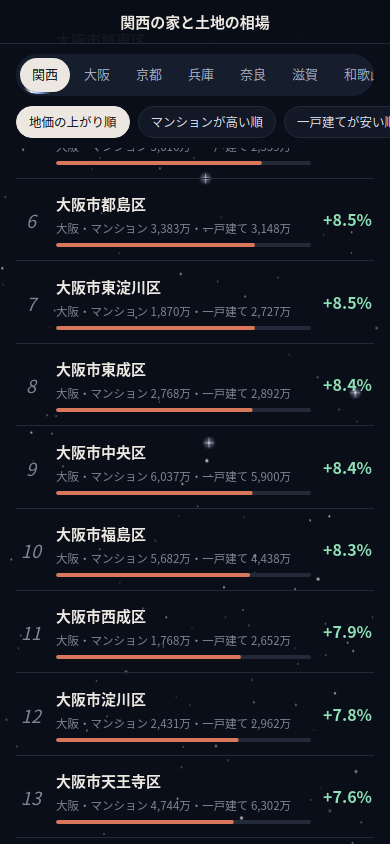 関西の家と土地の相場
大阪市城東区
関西 大阪 京都 兵庫 奈良 滋賀 和歌
地価の上がり順 マンションが高い順 一戸建てが安い
6 大阪市都島区 +8.5%
大阪・マンション 3,383万・一戸建て 3,148万
7 大阪市東淀川区 +8.5%
大阪・マンション 1,870万・一戸建て 2,727万
8 大阪市東成区 +8.4%
大阪・マンション 2,768万・一戸建て 2,892万
9 大阪市中央区 +8.4%
大阪・マンション 6,037万・一戸建て 5,900万
10 大阪市福島区 +8.3%
大阪・マンション 5,682万・一戸建て 4,438万
11 大阪市西成区 +7.9%
大阪・マンション 1,768万・一戸建て 2,652万
12 大阪市淀川区 +7.8%
大阪・マンション 2,431万・一戸建て 2,962万
13 大阪市天王寺区 +7.6%
大阪・マンション 4,744万・一戸建て 6,302万